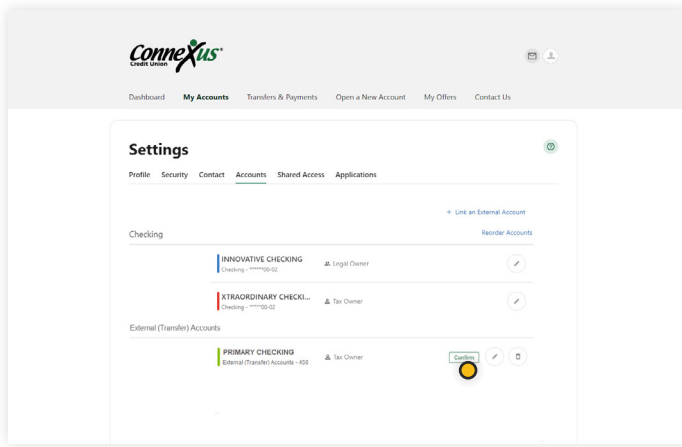 Connexus
Credit Union
Dashboard My Accounts Transfers & Payments Open a New Account My Offers Contact Us
Settings
Profile Security Contact Accounts Shared Access Applications
+ Link an External Account
Checking Reorder Accounts
INNOVATIVE CHECKING
Legal Owner
Checking - ******00-02
XTRAORDINARY CHECKI...
Tax Owner
Checking - ******00-02
External (Transfer) Accounts
PRIMARY CHECKING
Tax Owner Confirm
External (Transfer) Accounts - 456